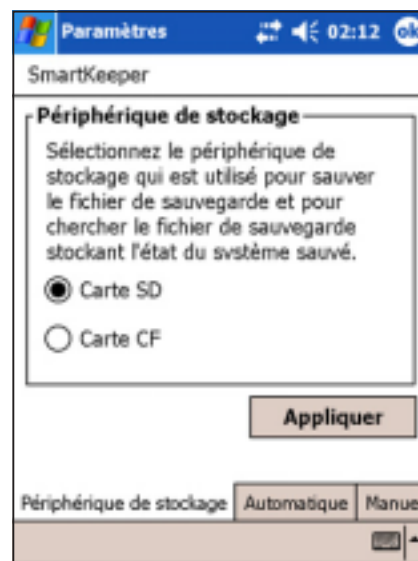 Paramètres 02:12 ok
SmartKeeper
Périphérique de stockage
Sélectionnez le périphérique de
stockage qui est utilisé pour sauver
le fichier de sauvegarde et pour
chercher le fichier de sauvegarde
stockant l'état du système sauvé.
Carte SD
Carte CF
Appliquer
Périphérique de stockage Automatique Manue